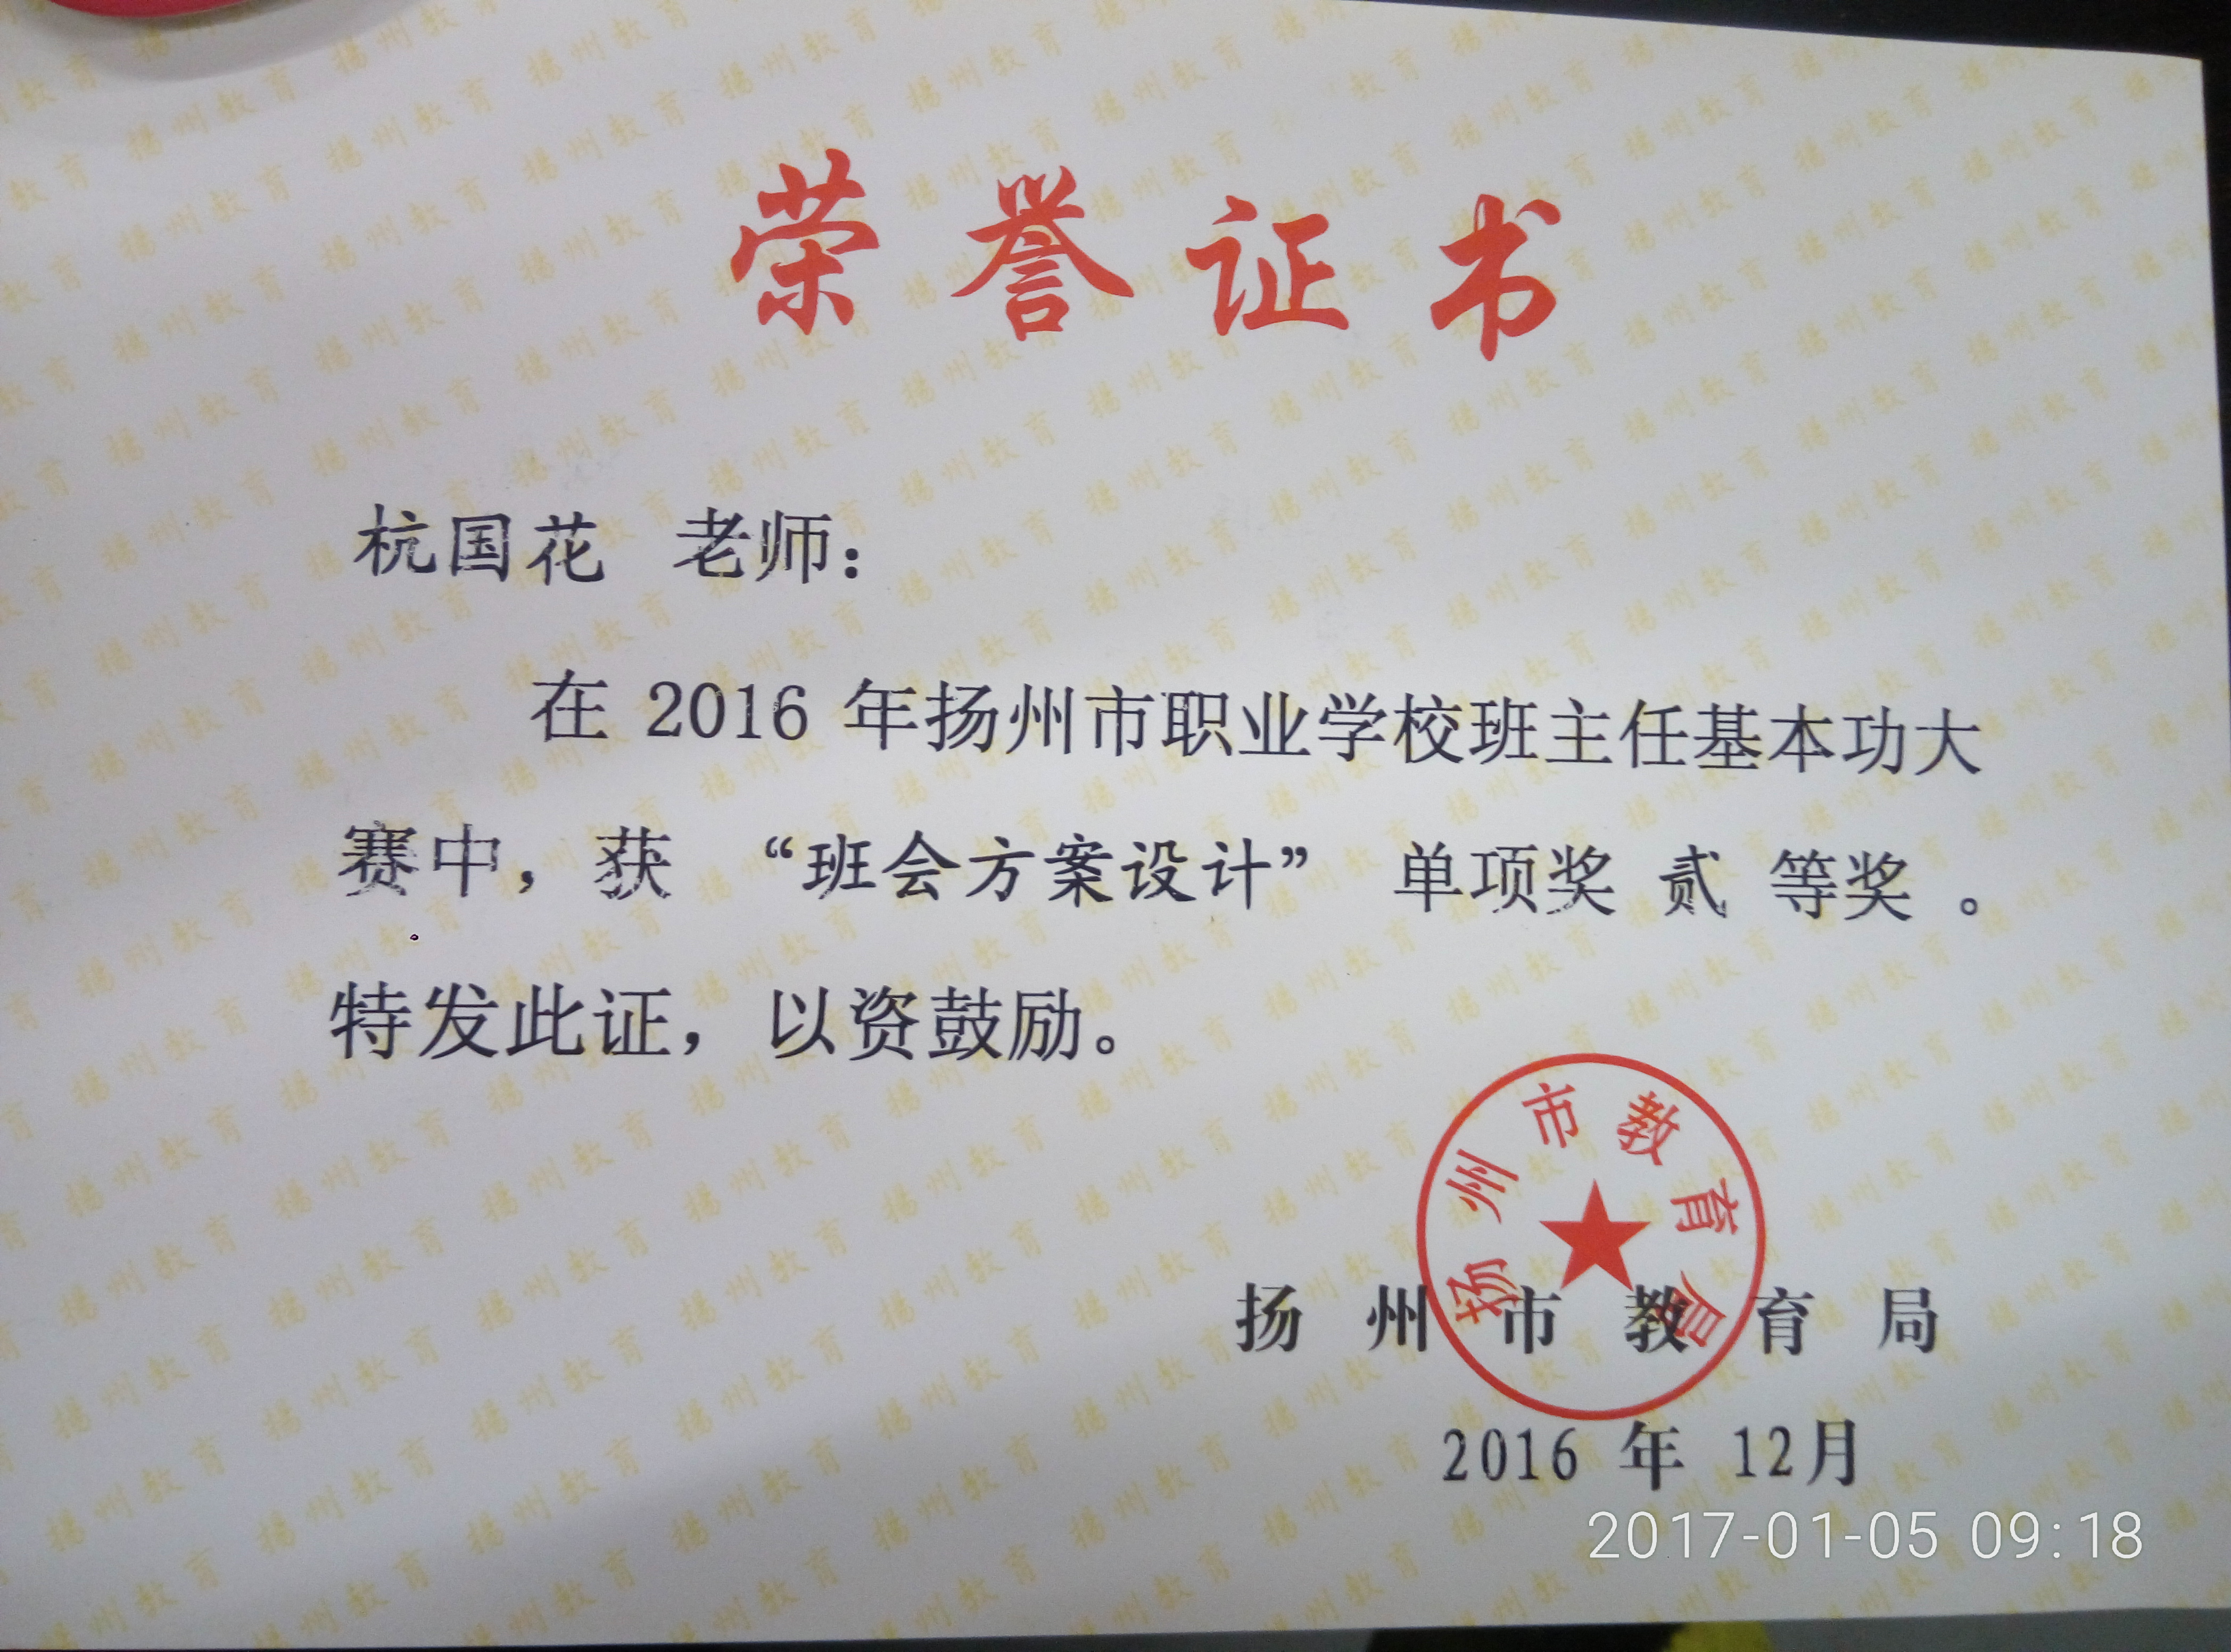 荣誉证书
杭国花 老师：
在 2016 年扬州市职业学校班主任基本功大
赛中，获 “班会方案设计” 单项奖 贰 等奖 。
特发此证，以资鼓励。
扬州市教育局
扬 州 市 教 育 局
2016 年 12月
2017-01-05 09:18